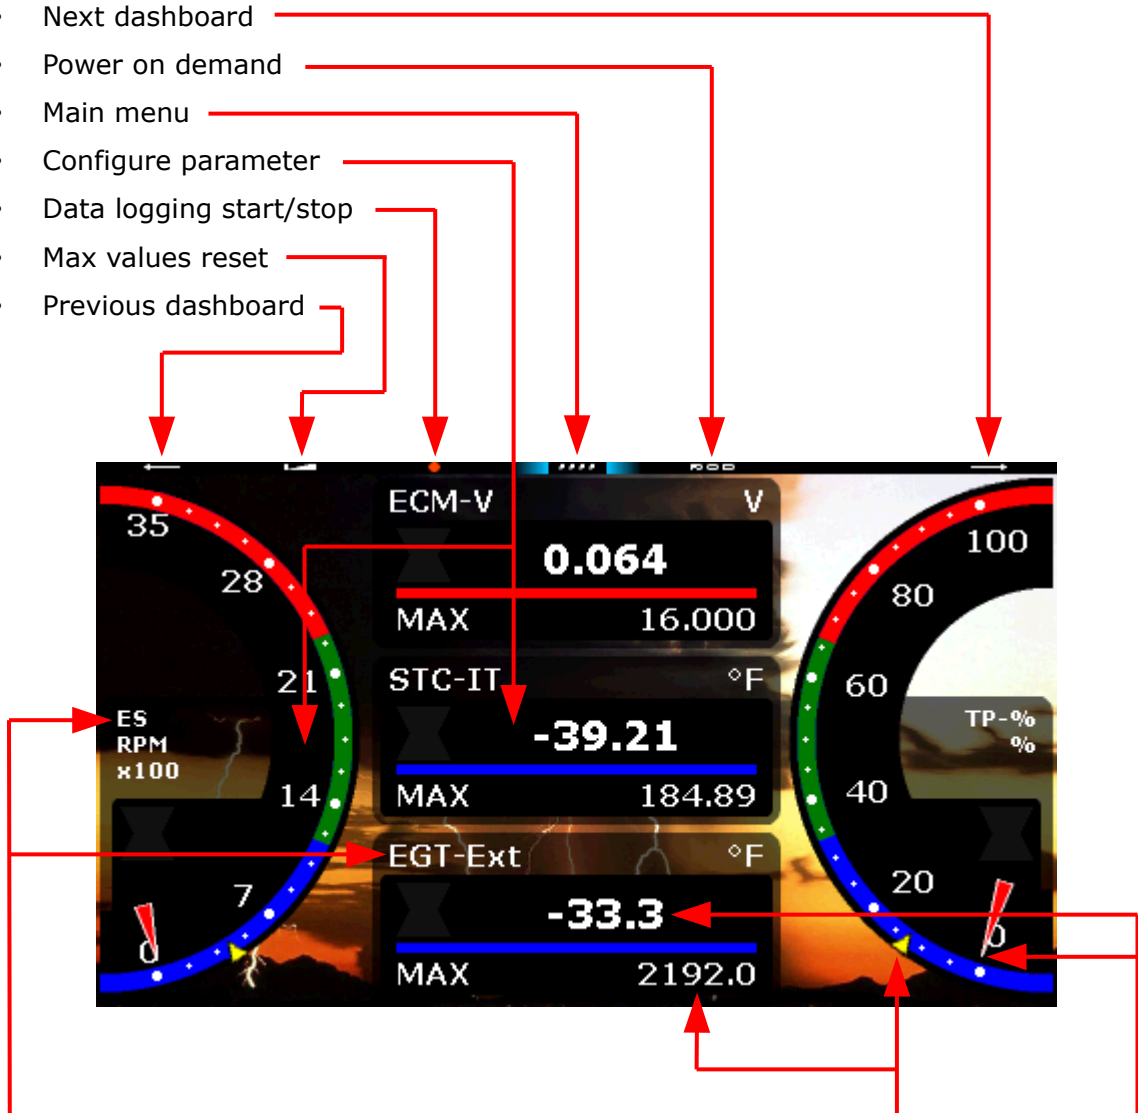 Next dashboard
Power on demand
Main menu
Configure parameter
Data logging start/stop
Max values reset
Previous dashboard
ECM-V V
0.064
MAX 16.000
STC-IT °F
-39.21
MAX 184.89
EGT-Ext °F
-33.3
MAX 2192.0
35
28
21
14
7
0
ES
RPM
x100
100
80
60
40
20
0
TP-%
%